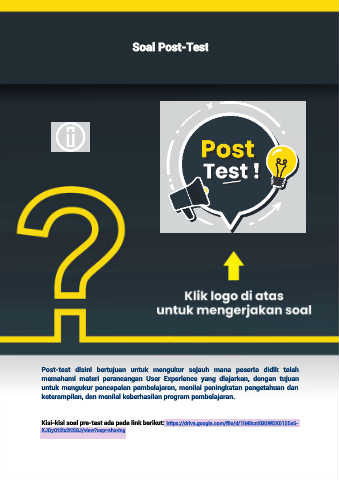 Soal Post-Test
Post
Test !
Klik logo di atas
untuk mengerjakan soal
Post-test disini bertujuan untuk mengukur sejauh mana peserta didik telah
memahami materi perancangan User Experience yang diajarkan, dengan tujuan
untuk mengukur pencapaian pembelajaran, menilai peningkatan pengetahuan dan
keterampilan, dan menilai keberhasilan program pembelajaran.
Kisi-kisi soal pre-test ada pada link berikut: